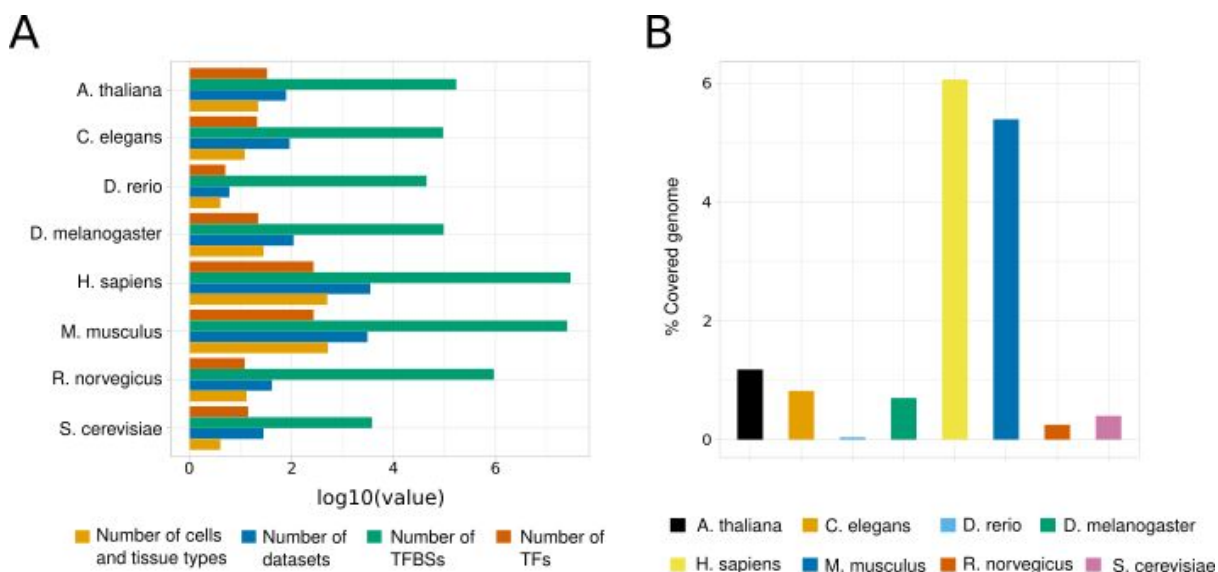 A
A. thaliana
C. elegans
D. rerio
D. melanogaster
H. sapiens
M. musculus
R. norvegicus
S. cerevisiae
0 2 4 6
log10(value)
Number of cells and tissue types
Number of datasets
Number of TFBSs
Number of TFs
B
% Covered genome
6
4
2
0
A. thaliana C. elegans D. rerio D. melanogaster
H. sapiens M. musculus R. norvegicus S. cerevisiae